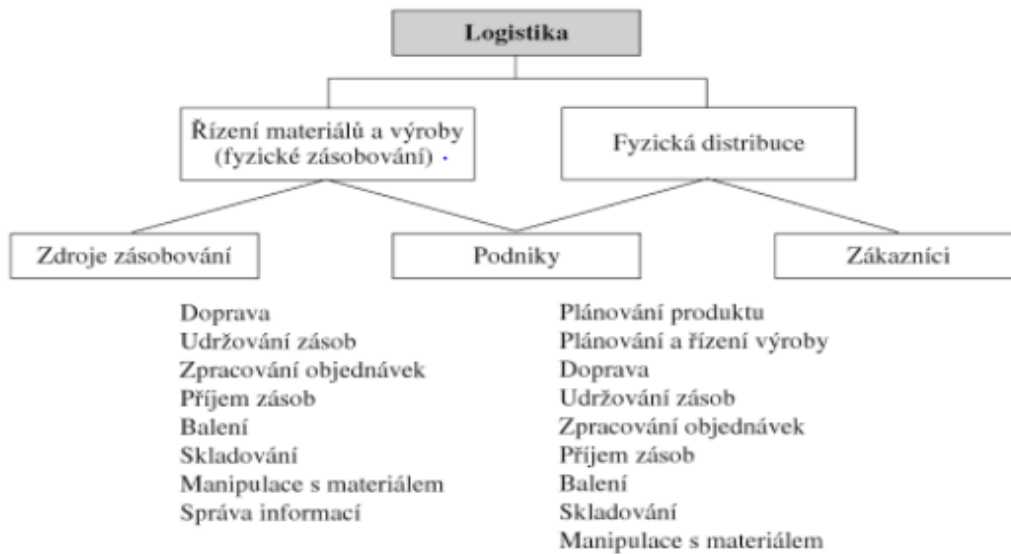 Logistika
Řízení materiálů a výroby
(fyzické zásobování)
Fyzická distribuce
Zdroje zásobování
Podniky
Zákazníci
Doprava
Udržování zásob
Zpracování objednávek
Příjem zásob
Balení
Skladování
Manipulace s materiálem
Správa informací
Plánování produktu
Plánování a řízení výroby
Doprava
Udržování zásob
Zpracování objednávek
Příjem zásob
Balení
Skladování
Manipulace s materiálem